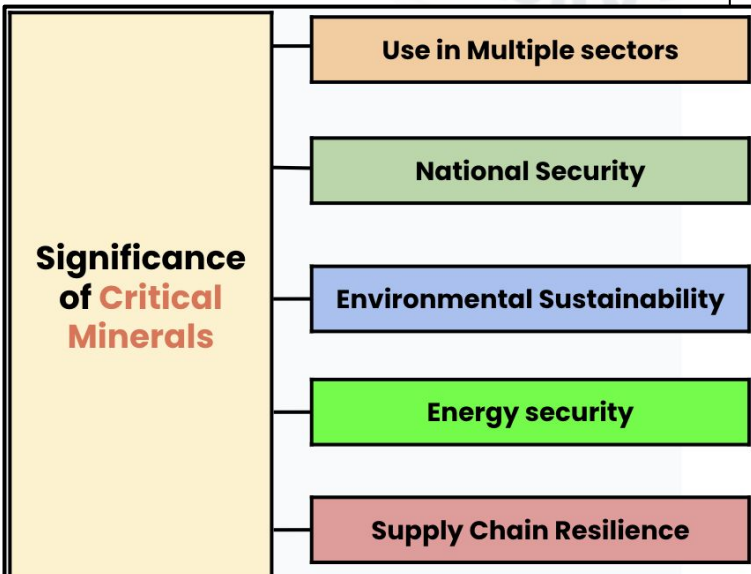 Significance
of Critical
Minerals
Use in Multiple sectors
National Security
Environmental Sustainability
Energy security
Supply Chain Resilience